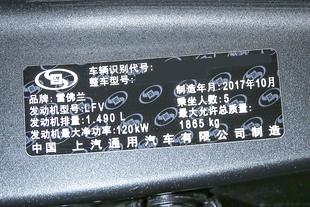 车辆识别代号:
整车型号:
品牌:雪佛兰 制造年月:2017年10月
发动机型号:LFV 乘坐人数:5
发动机排量:1.490 L 最大允许总质量:
发动机最大净功率:120kW 1865 kg
中国 上汽通用汽车有限公司制造